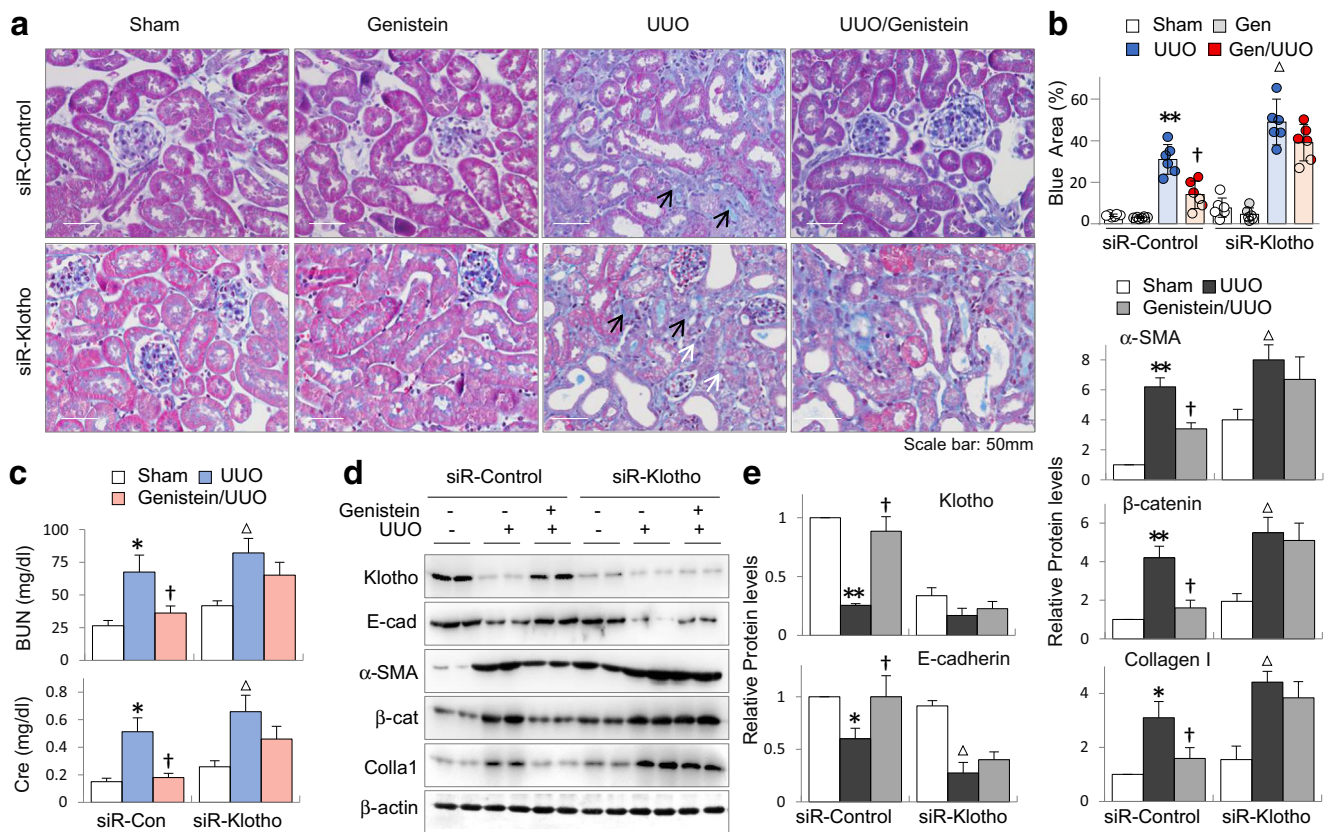 a
Sham
Genistein
UUO
UUO/Genistein
siR-Control
siR-Klotho
Scale bar: 50mm
b
Sham
Gen
UUO
Gen/UUO
Blue Area (%)
60
40
20
0
**
†
△
siR-Control
siR-Klotho
c
Sham
UUO
Genistein/UUO
BUN (mg/dl)
100
75
50
25
0
*
†
△
Cre (mg/dl)
0.8
0.6
0.4
0.2
0
*
†
△
siR-Con
siR-Klotho
d
siR-Control
siR-Klotho
Genistein - - + - - +
UUO - + + - + +
Klotho
E-cad
α-SMA
β-cat
Colla1
β-actin
e
Relative Protein levels
Klotho
1
0.5
0
**
†
E-cadherin
1
0.5
0
*
†
△
siR-Control
siR-Klotho
Sham
UUO
Genistein/UUO
Relative Protein levels
α-SMA
8
6
4
2
0
**
†
△
β-catenin
6
4
2
0
**
†
△
Collagen I
4
2
0
*
†
△
siR-Control
siR-Klotho